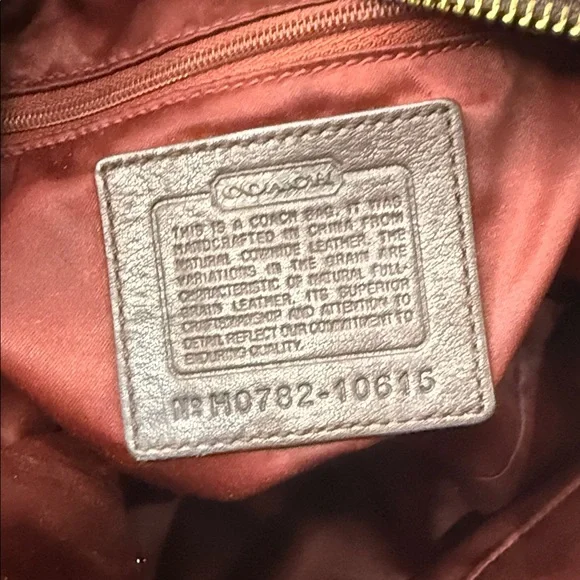 THIS IS A COACH BAG. IT WAS
HANDCRAFTED IN CHINA FROM
NATURAL COWHIDE LEATHER. THE
VARIATIONS IN THE GRAIN ARE
CHARACTERISTIC OF NATURAL FULL-
GRAIN LEATHER. ITS SUPERIOR
CRAFTSMANSHIP AND ATTENTION TO
DETAIL REFLECT OUR COMMITMENT TO
ENDURING QUALITY.
Nº H0782-10615